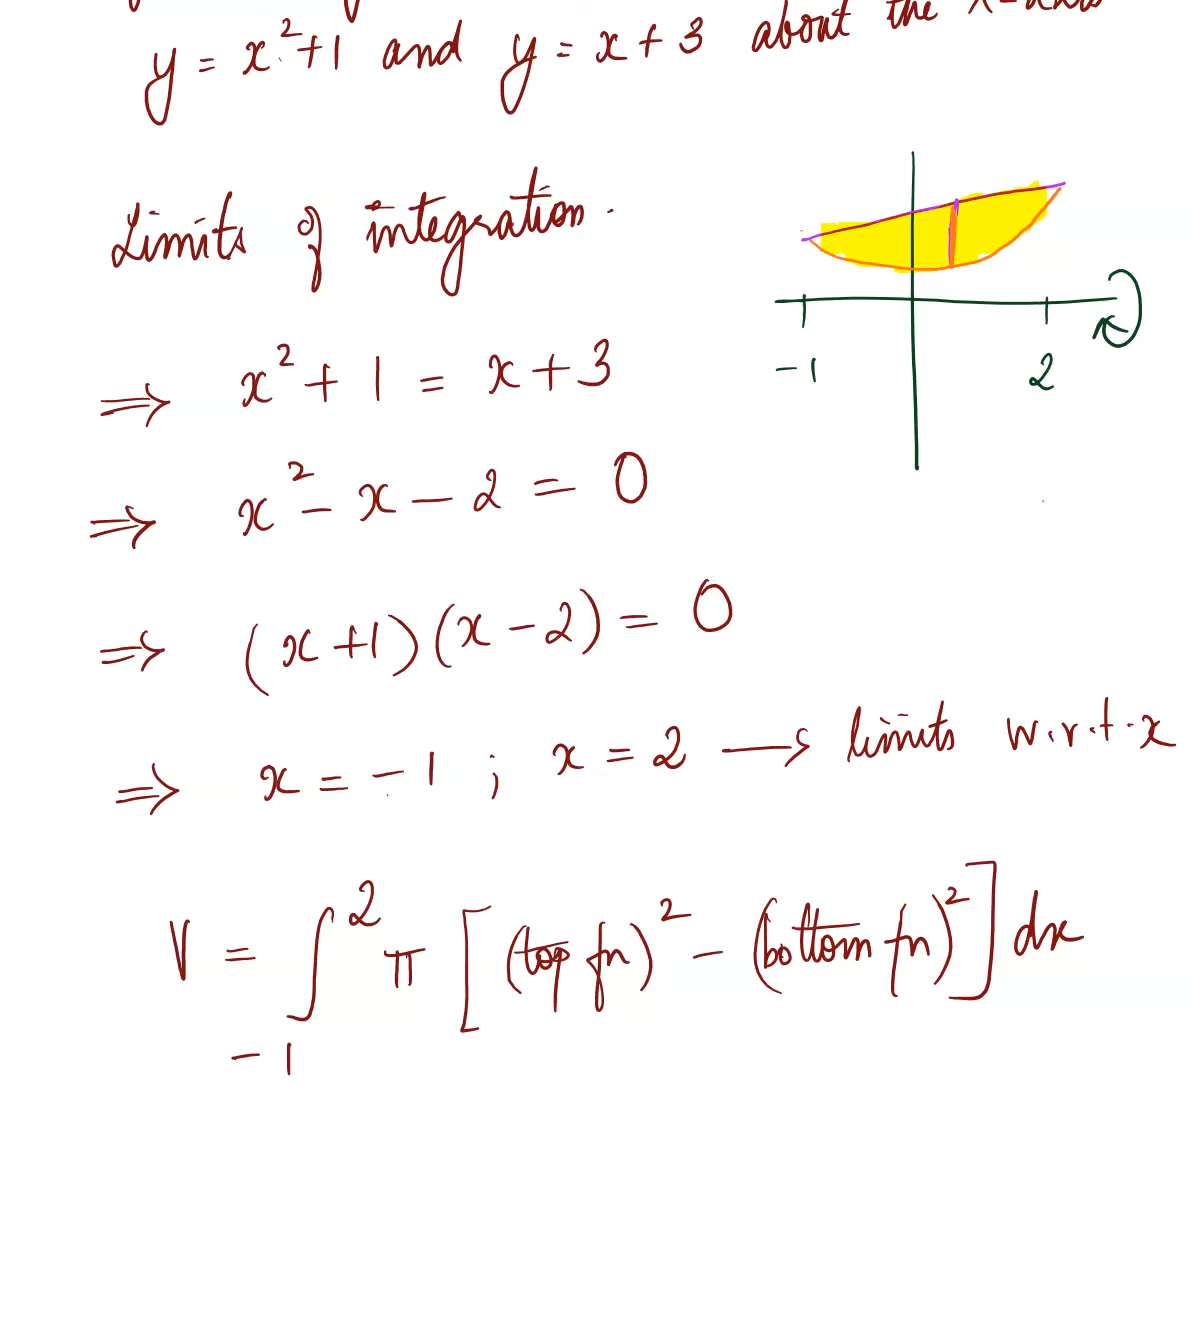 y = x²+1 and y = x + 3 about the x-axis
Limits of integration.
-1 2
⇒ x² + 1 = x + 3
⇒ x² - x - 2 = 0
⇒ (x+1)(x-2) = 0
⇒ x = -1 ; x = 2 → limits w.r.t. x
V = ∫₋₁² π [(top fn)² - (bottom fn)²] dx